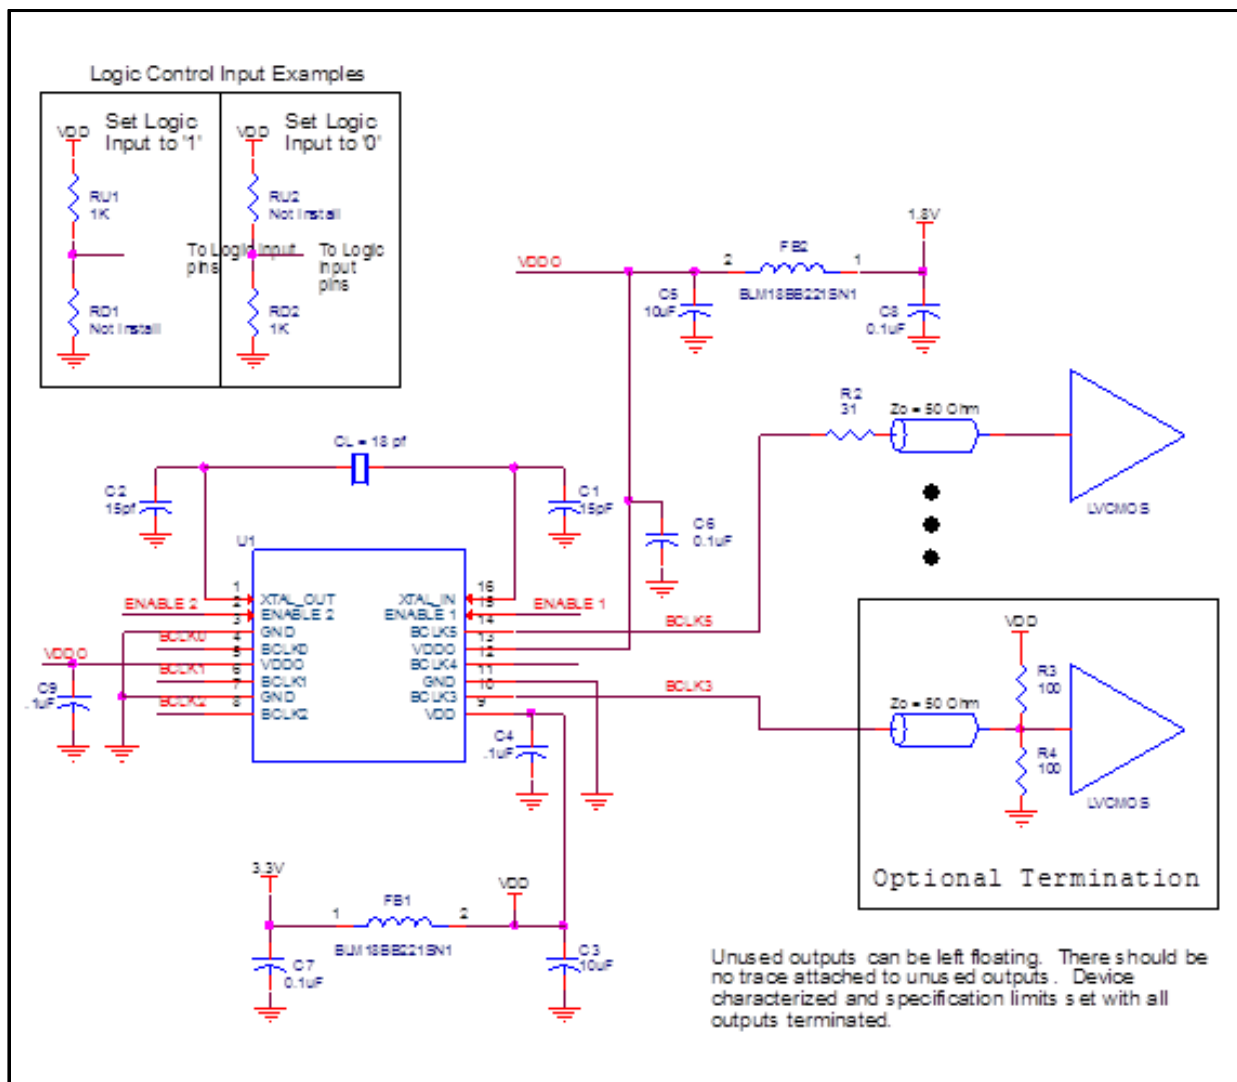 Logic Control Input Examples
Set Logic
Input to '1'
VDD
RU1
1K
To Logic Input
pins
RD1
Not Install
Set Logic
Input to '0'
VDD
RU2
Not Install
To Logic
Input
pins
RD2
1K
1.8V
VDDO
2
FB2
1
BLM18BB221SN1
C5
10uF
C8
0.1uF
R2
31
Zo = 50 Ohm
LVCMOS
CL = 18 pf
C2
15pf
C1
15pF
C6
0.1uF
U1
1
XTAL_OUT
XTAL_IN
16
ENABLE 2
2
ENABLE 2
ENABLE 1
15
ENABLE 1
3
GND
BCLK5
14
BCLK5
BCLK0
4
BCLK0
VDDO
13
VDDO
5
VDDO
BCLK4
12
BCLK1
6
BCLK1
GND
11
7
GND
BCLK3
10
BCLK3
BCLK2
8
BCLK2
VDD
9
C9
.1uF
C4
.1uF
VDD
R3
100
Zo = 50 Ohm
R4
100
LVCMOS
Optional Termination
3.3V
1
FB1
2
VDD
BLM18BB221SN1
C7
0.1uF
C3
10uF
Unused outputs can be left floating. There should be
no trace attached to unused outputs. Device
characterized and specification limits set with all
outputs terminated.